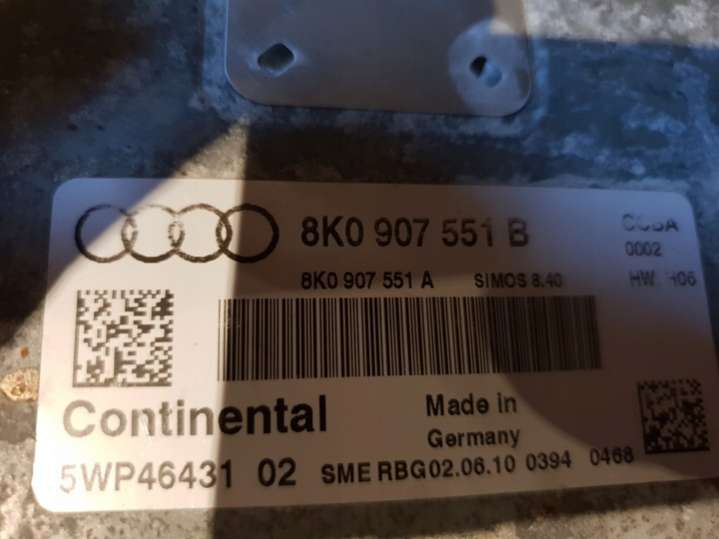 8K0 907 551 B
0002
8K0 907 551 A SIMOS 8.40 HW: H06
Continental
Made in
Germany
5WP46431 02 SME RBG02.06.10 0394 0468